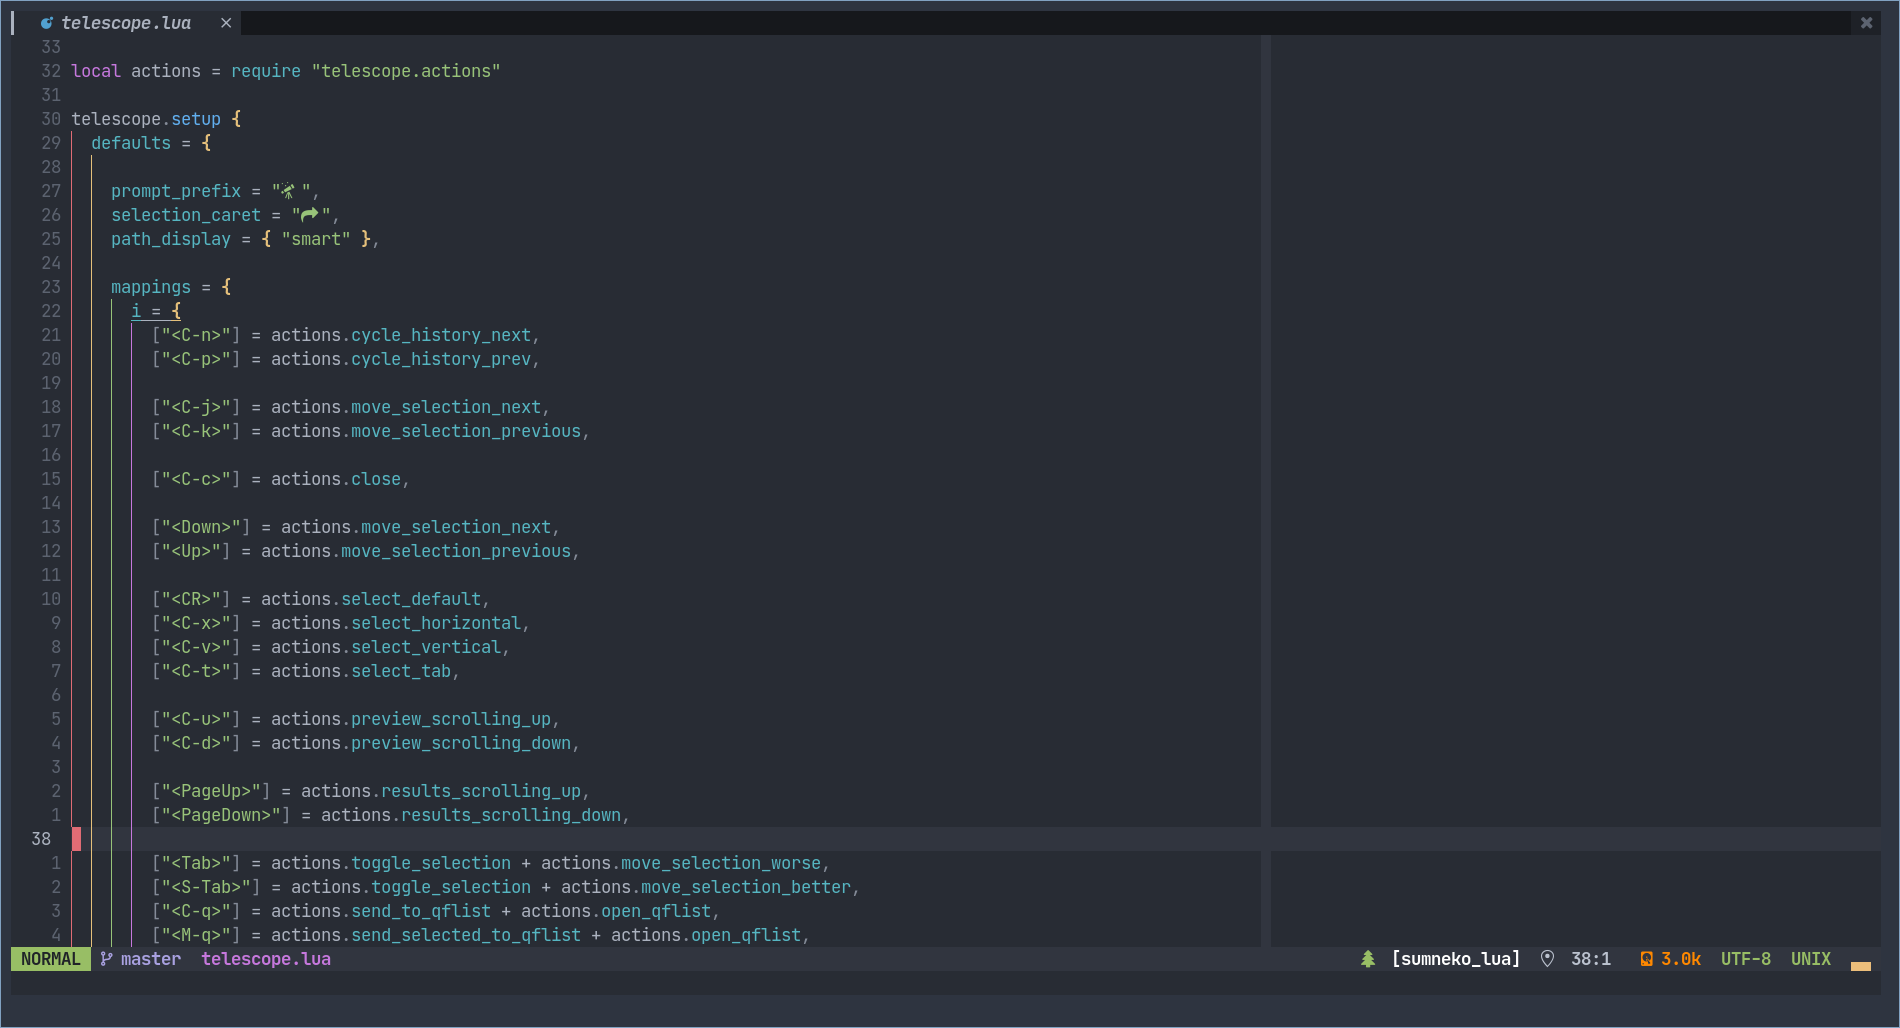 telescope.lua
33
32 local actions = require "telescope.actions"
31
30 telescope.setup {
29   defaults = {
28
27     prompt_prefix = " ",
26     selection_caret = " ",
25     path_display = { "smart" },
24
23     mappings = {
22       i = {
21         ["<C-n>"] = actions.cycle_history_next,
20         ["<C-p>"] = actions.cycle_history_prev,
19
18         ["<C-j>"] = actions.move_selection_next,
17         ["<C-k>"] = actions.move_selection_previous,
16
15         ["<C-c>"] = actions.close,
14
13         ["<Down>"] = actions.move_selection_next,
12         ["<Up>"] = actions.move_selection_previous,
11
10         ["<CR>"] = actions.select_default,
9         ["<C-x>"] = actions.select_horizontal,
8         ["<C-v>"] = actions.select_vertical,
7         ["<C-t>"] = actions.select_tab,
6
5         ["<C-u>"] = actions.preview_scrolling_up,
4         ["<C-d>"] = actions.preview_scrolling_down,
3
2         ["<PageUp>"] = actions.results_scrolling_up,
1         ["<PageDown>"] = actions.results_scrolling_down,
38
1         ["<Tab>"] = actions.toggle_selection + actions.move_selection_worse,
2         ["<S-Tab>"] = actions.toggle_selection + actions.move_selection_better,
3         ["<C-q>"] = actions.send_to_qflist + actions.open_qflist,
4         ["<M-q>"] = actions.send_selected_to_qflist + actions.open_qflist,
NORMAL master telescope.lua [sumneko_lua] 38:1 3.0k UTF-8 UNIX